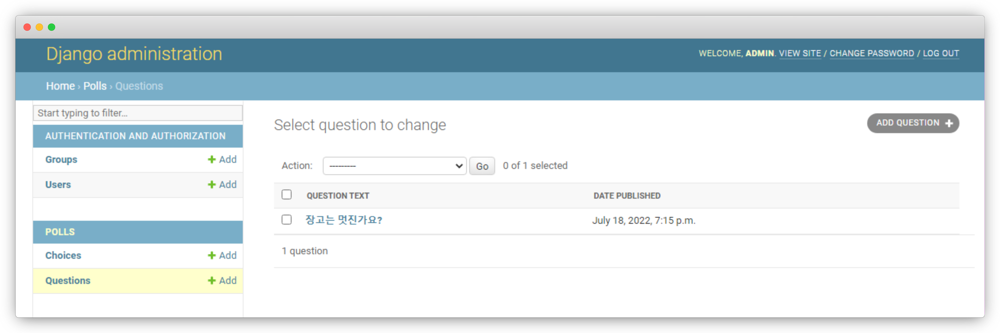 Django administration
WELCOME, ADMIN. VIEW SITE / CHANGE PASSWORD / LOG OUT
Home › Polls › Questions
Start typing to filter...
AUTHENTICATION AND AUTHORIZATION
Groups + Add
Users + Add
POLLS
Choices + Add
Questions + Add
Select question to change
ADD QUESTION +
Action: --------- Go 0 of 1 selected
QUESTION TEXT DATE PUBLISHED
장고는 멋진가요? July 18, 2022, 7:15 p.m.
1 question